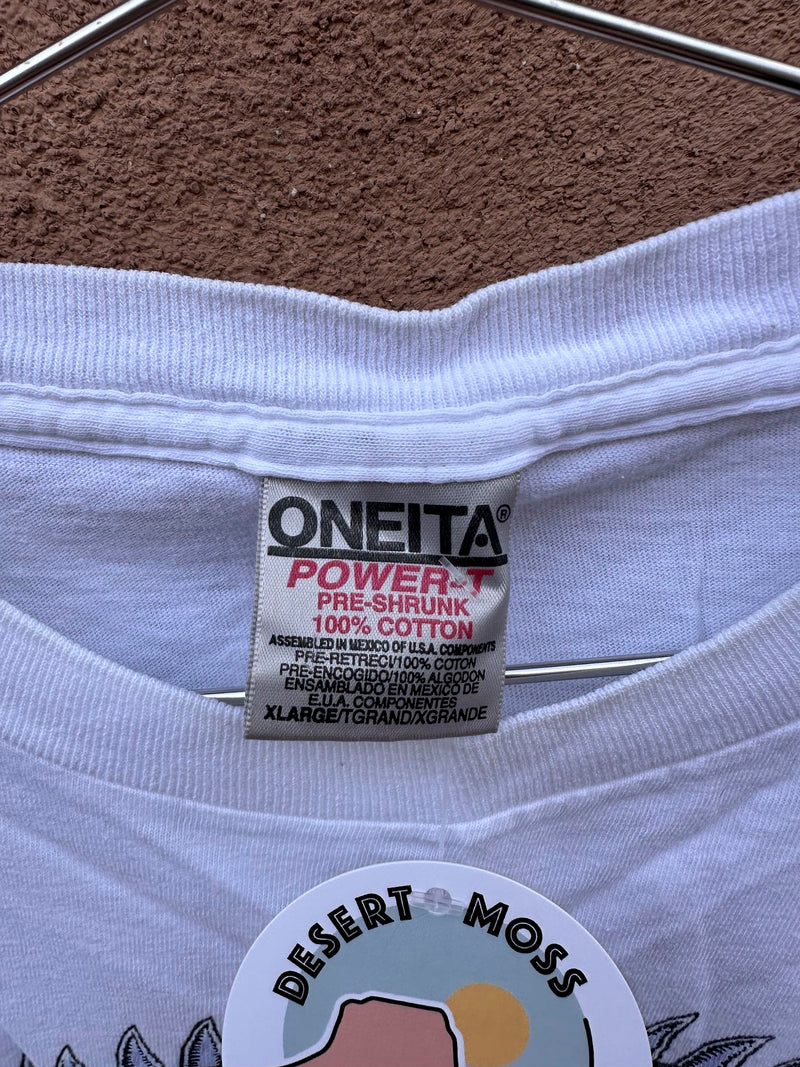 ONEITA®
POWER-T
PRE-SHRUNK
100% COTTON
ASSEMBLED IN MEXICO OF U.S.A. COMPONENTS
PRE-RETRECI/100% COTON
PRE-ENCOGIDO/100% ALGODON
ENSAMBLADO EN MEXICO DE
E.U.A. COMPONENTES
XLARGE/TGRAND/XGRANDE
DESERT MOSS